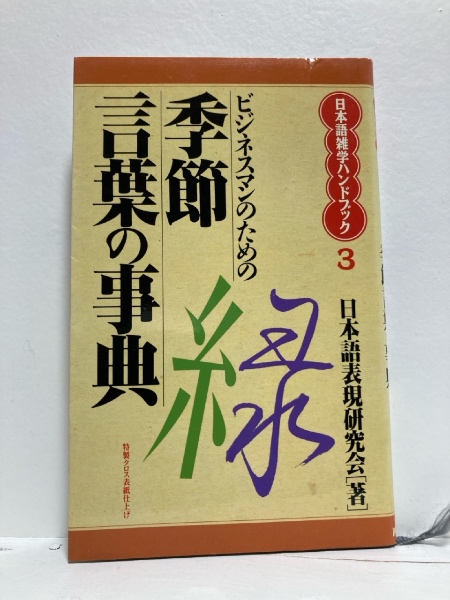 日本語雑学ハンドブック
3
ビジネスマンのための
季節
言葉の事典
緑
日本語表現研究会[著]
特製クロス表紙仕上げ